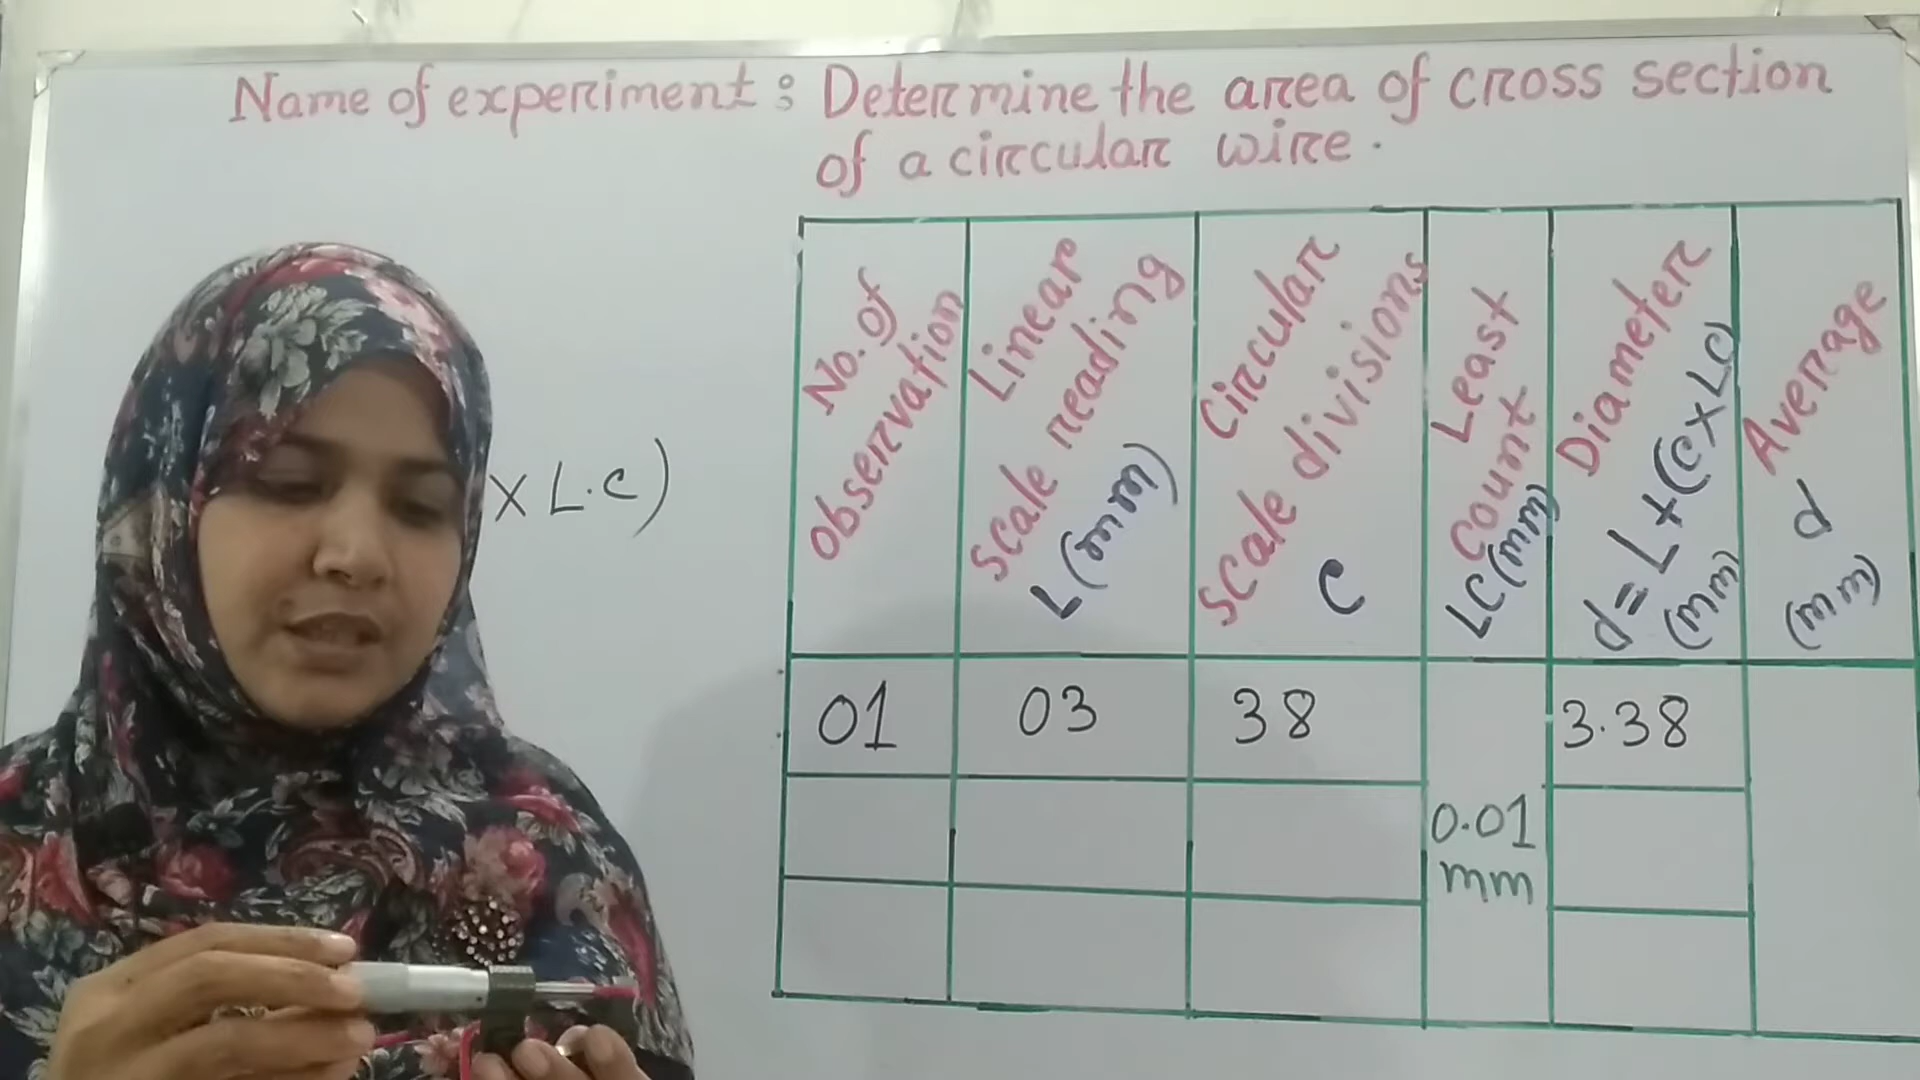 Name of experiment : Determine the area of cross section
of a circular wire.
x L.C)
No. of
observation
Linear
scale reading
L (mm)
Circular
scale divisions
C
Least
count
LC (mm)
Diameter
d = L + (C x LC)
(mm)
Average
d
(mm)
01
03
38
0.01
mm
3.38